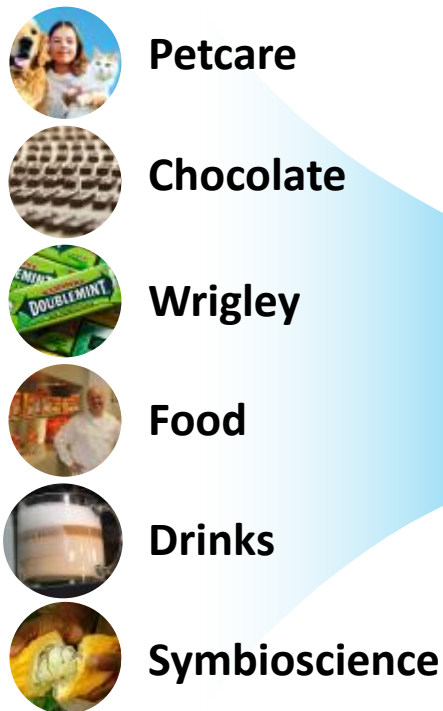 Petcare
Chocolate
Wrigley
DOUBLEMINT
Food
Drinks
Symbioscience